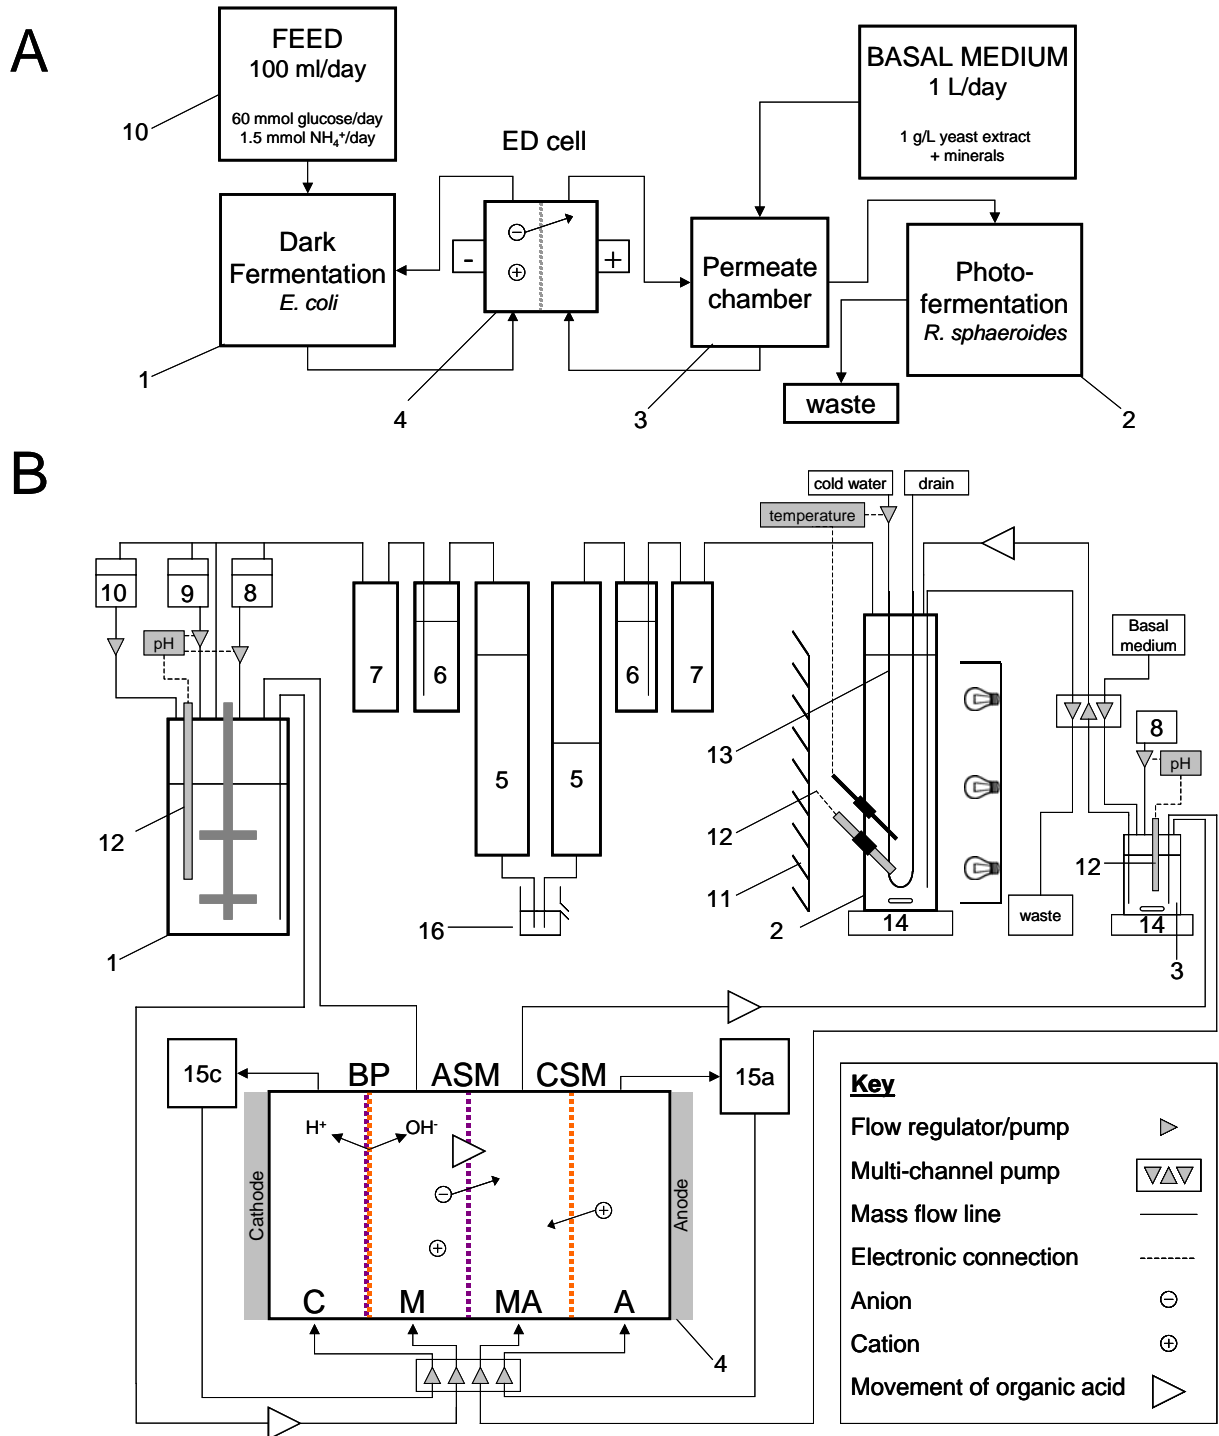 A
FEED
100 ml/day
60 mmol glucose/day
1.5 mmol NH₄⁺/day
10
BASAL MEDIUM
1 L/day
1 g/L yeast extract
+ minerals
ED cell
Dark
Fermentation
E. coli
-
+
Permeate
chamber
Photo-
fermentation
R. sphaeroides
waste
1
4
3
2
B
cold water
drain
temperature
10
9
8
pH
7
6
5
5
6
7
Basal
medium
8
pH
13
12
11
2
14
12
waste
14
3
12
1
16
15c
BP
ASM
CSM
15a
H⁺
OH⁻
Cathode
Anode
C
M
MA
A
4
Key
Flow regulator/pump
Multi-channel pump
Mass flow line
Electronic connection
Anion
Cation
Movement of organic acid